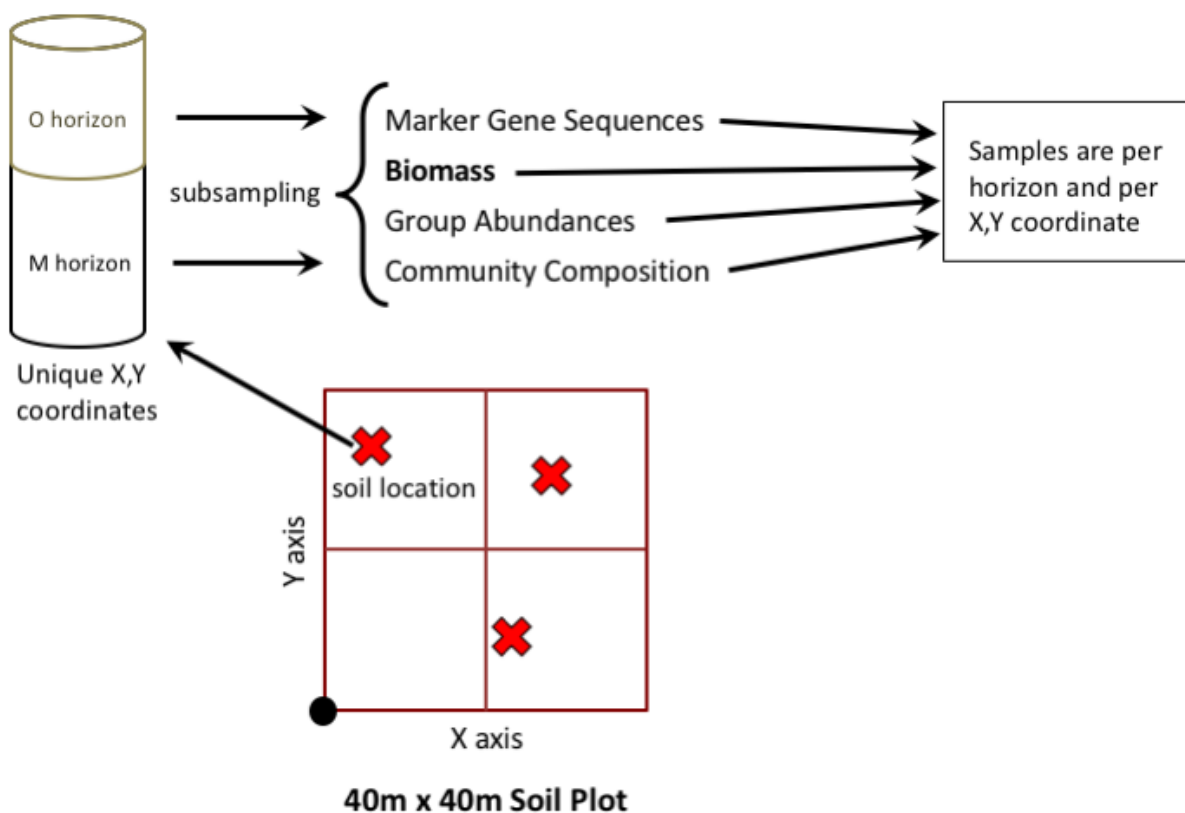 O horizon
M horizon
Unique X,Y
coordinates
subsampling
Marker Gene Sequences
Biomass
Group Abundances
Community Composition
Samples are per
horizon and per
X,Y coordinate
soil location
Y axis
X axis
40m x 40m Soil Plot